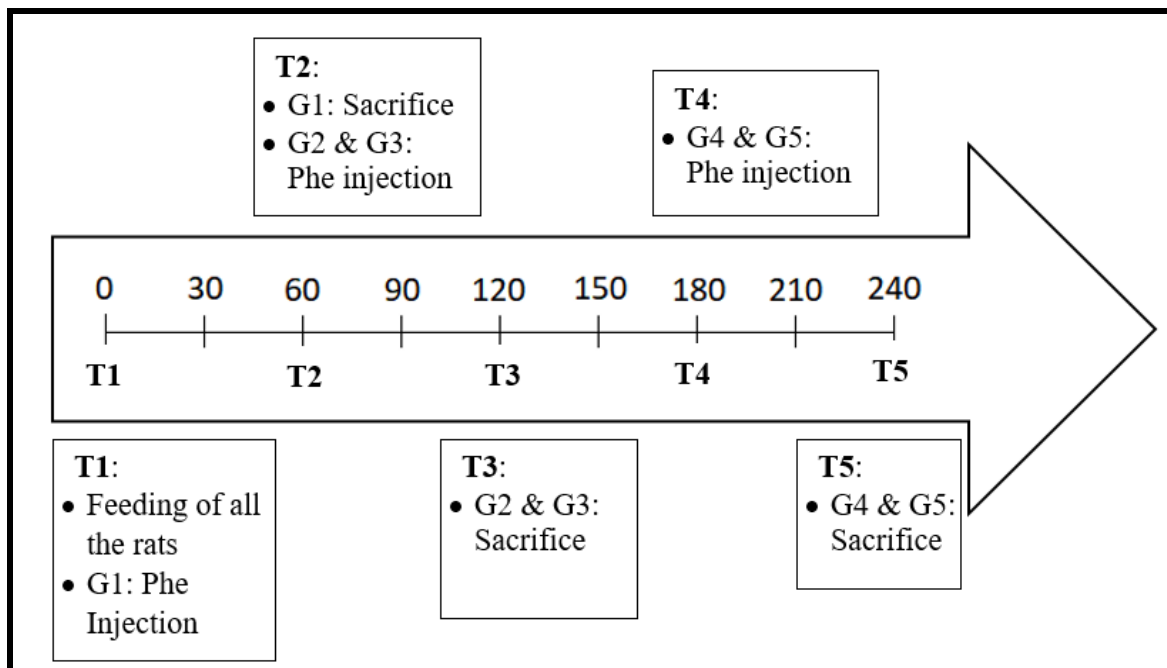 T2:
• G1: Sacrifice
• G2 & G3:
Phe injection
T4:
• G4 & G5:
Phe injection
0 30 60 90 120 150 180 210 240
T1 T2 T3 T4 T5
T1:
• Feeding of all
the rats
• G1: Phe
Injection
T3:
• G2 & G3:
Sacrifice
T5:
• G4 & G5:
Sacrifice